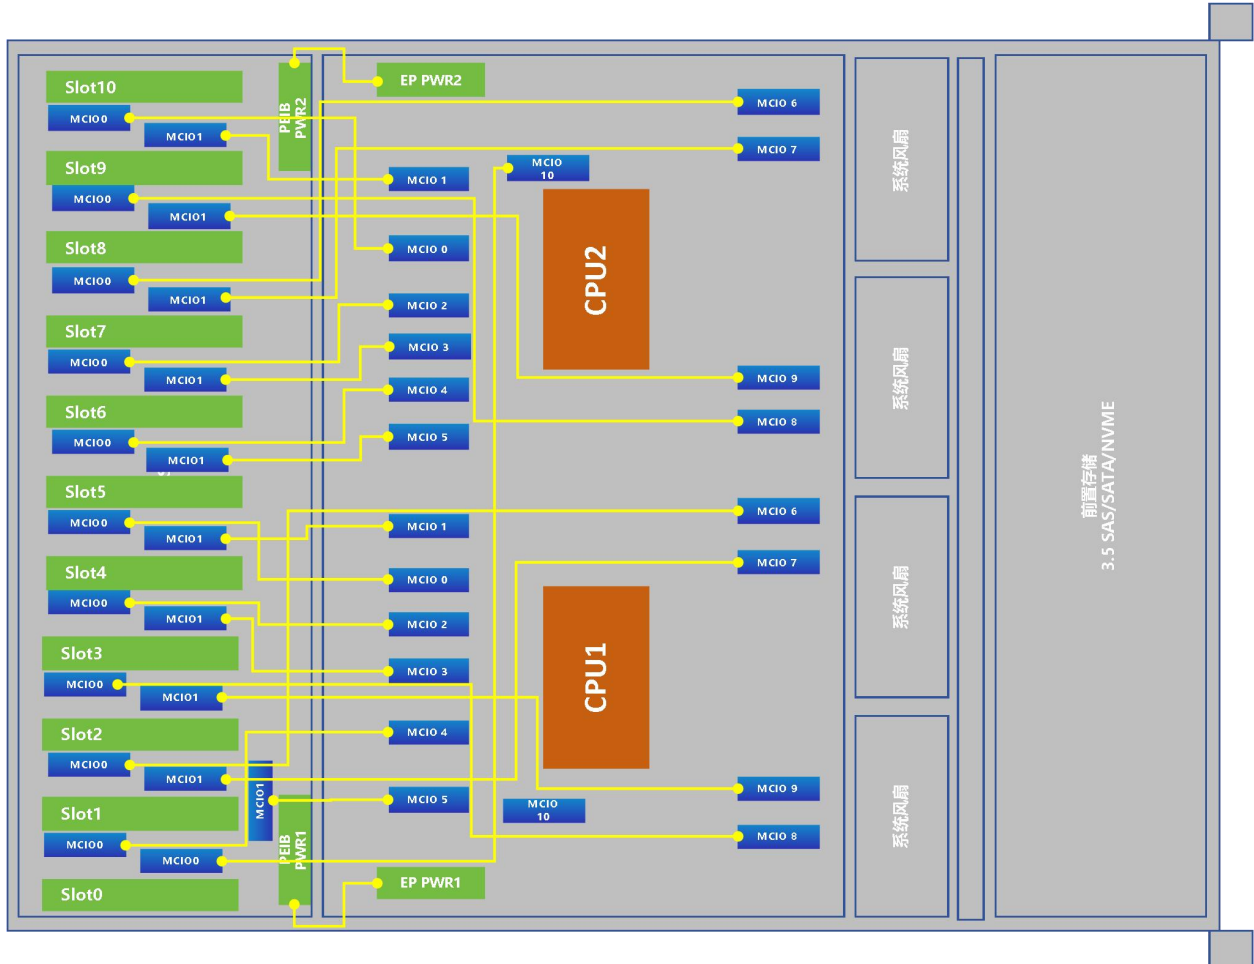 Slot10
MCIO0
MCIO1
Slot9
MCIO0
MCIO1
Slot8
MCIO0
MCIO1
Slot7
MCIO0
MCIO1
Slot6
MCIO0
MCIO1
Slot5
MCIO0
MCIO1
Slot4
MCIO0
MCIO1
Slot3
MCIO0
MCIO1
Slot2
MCIO0
MCIO1
Slot1
MCIO0
MCIO0
Slot0
MCIO1
PEIB
PWR2
PEIB
PWR1
EP PWR2
MCIO 1
MCIO 0
MCIO 2
MCIO 3
MCIO 4
MCIO 5
MCIO 1
MCIO 0
MCIO 2
MCIO 3
MCIO 4
MCIO 5
EP PWR1
MCIO
10
CPU2
CPU1
MCIO
10
MCIO 6
MCIO 7
MCIO 9
MCIO 8
MCIO 6
MCIO 7
MCIO 9
MCIO 8
系统风扇
系统风扇
系统风扇
系统风扇
前置存储
3.5 SAS/SATA/NVME